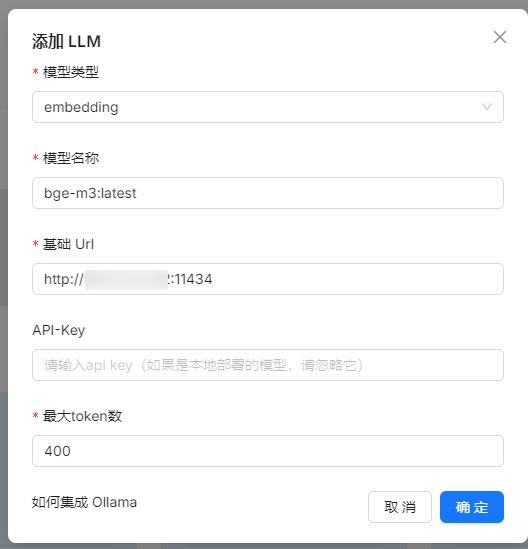 添加 LLM
* 模型类型
embedding
* 模型名称
bge-m3:latest
* 基础 Url
http:// :11434
API-Key
请输入api key（如果是本地部署的模型，请忽略它）
* 最大token数
400
如何集成 Ollama
取 消
确 定